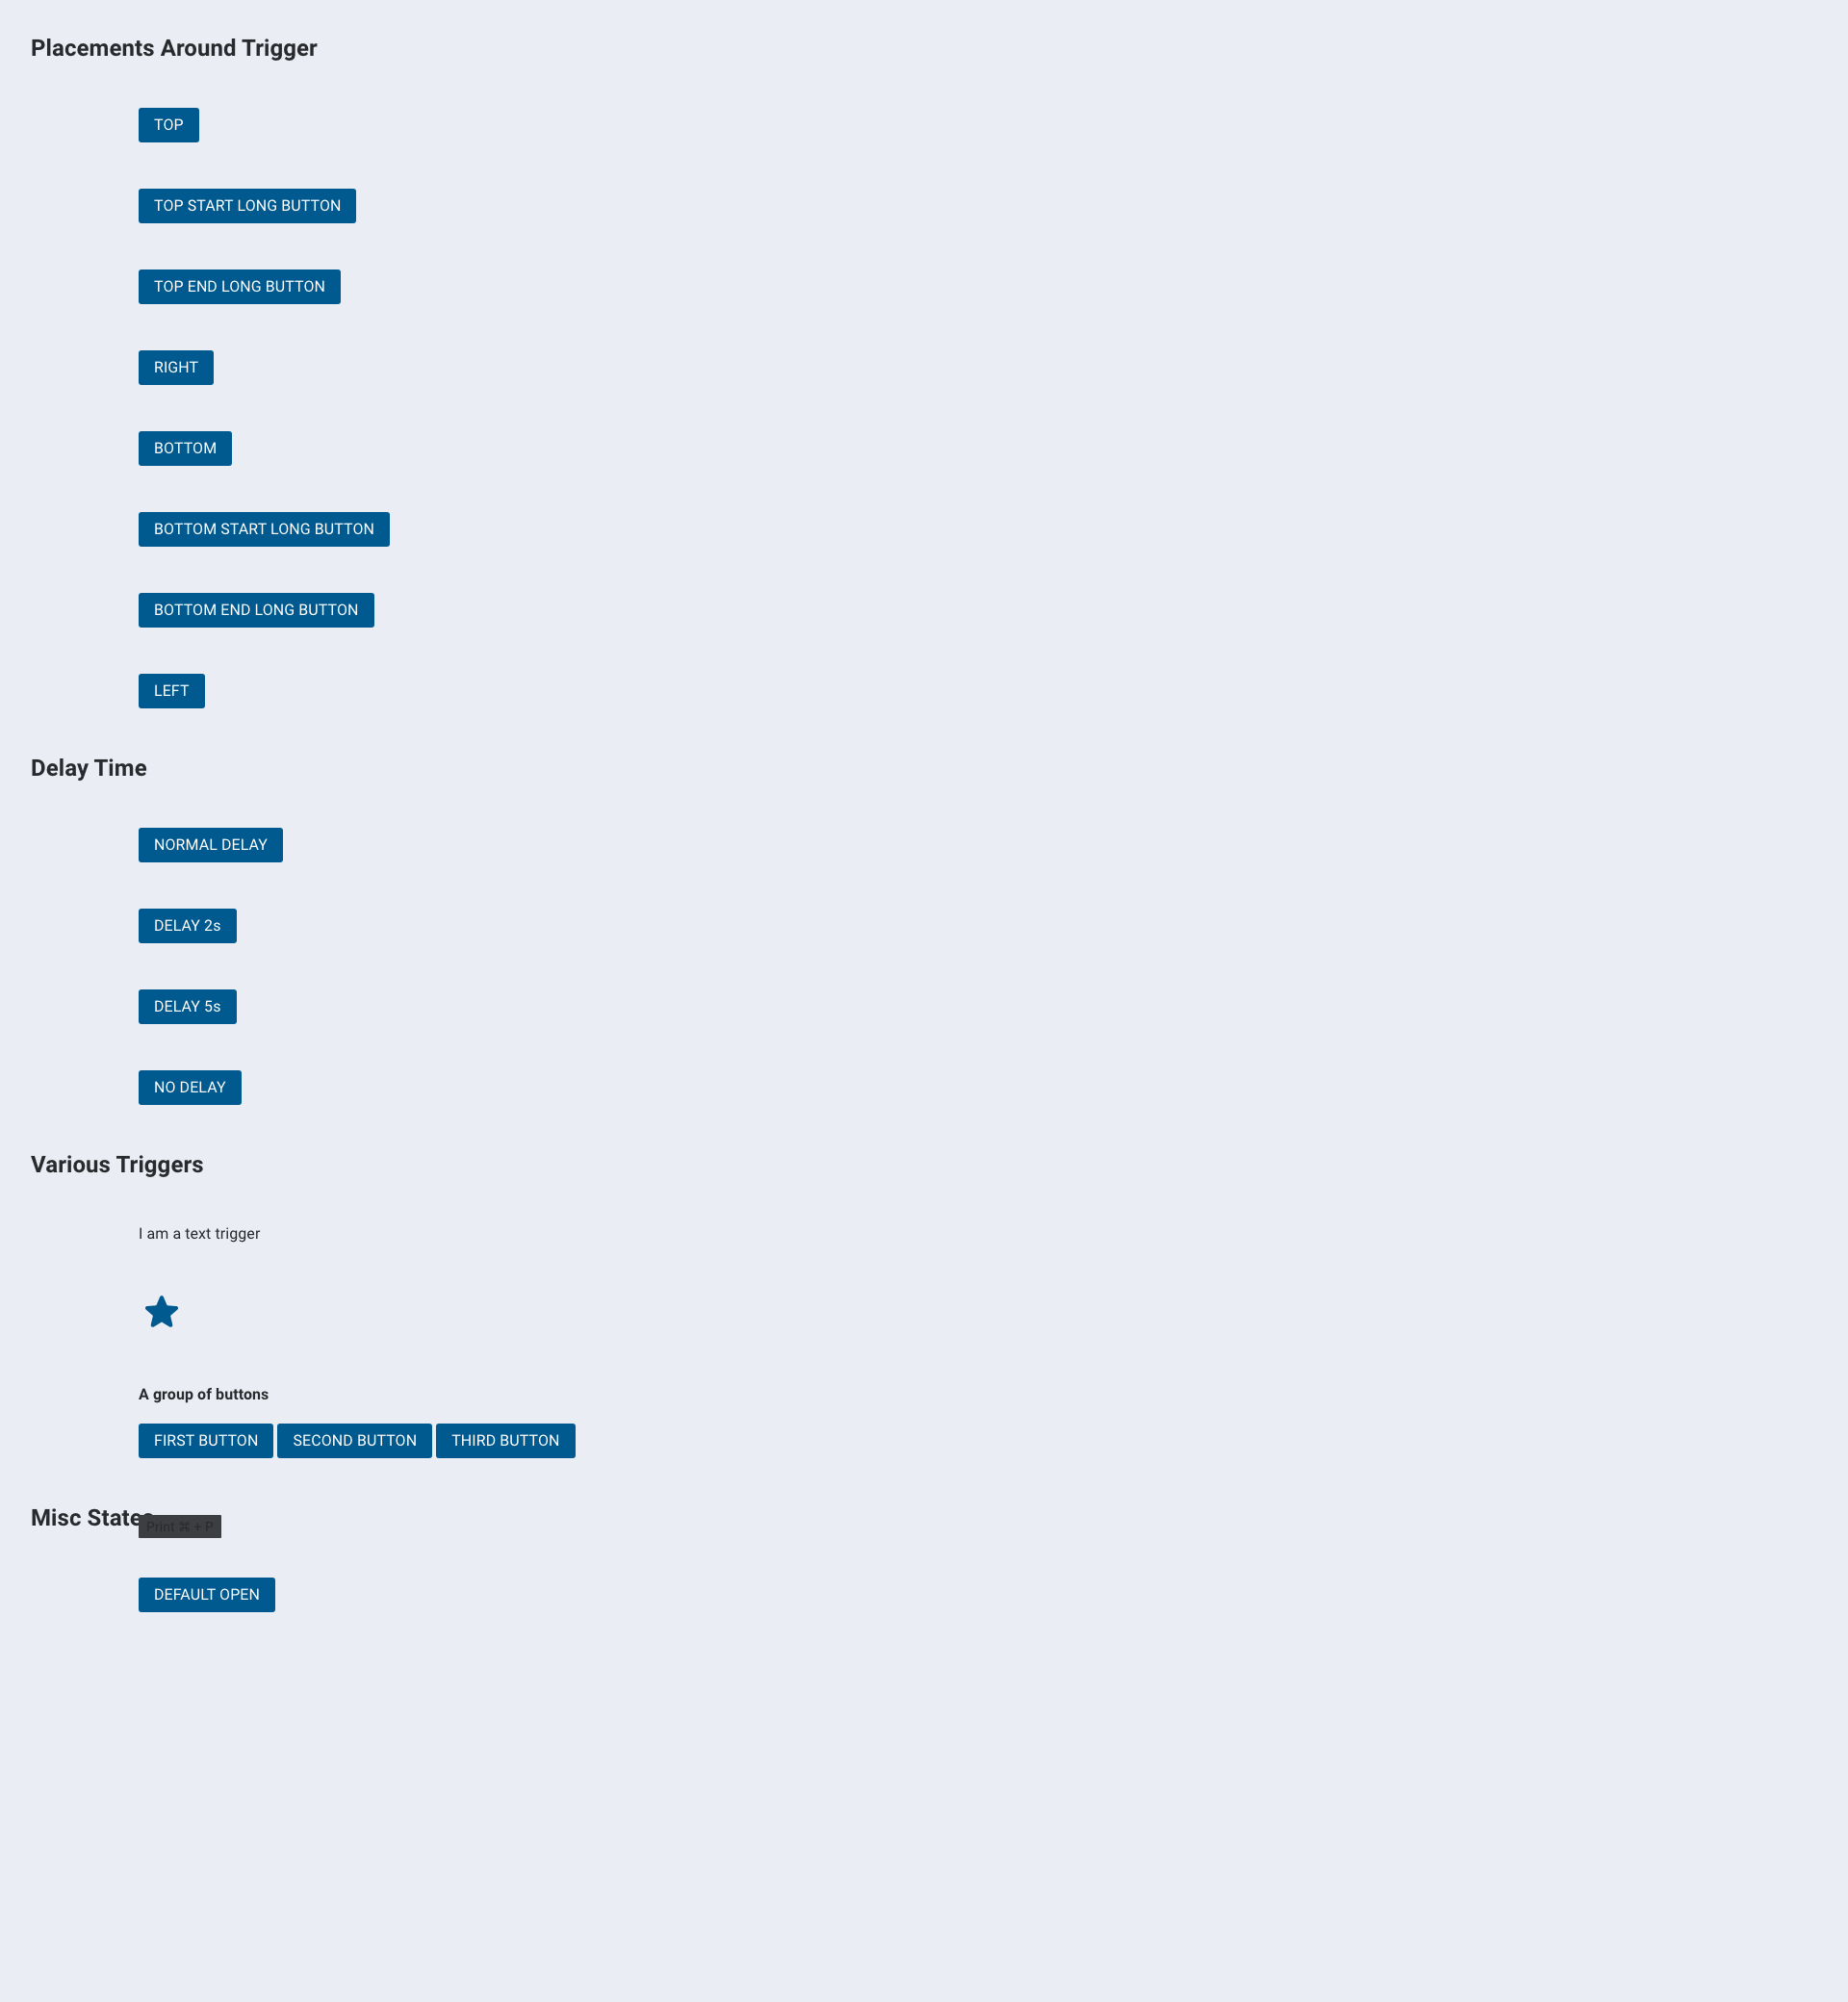 Placements Around Trigger
TOP
TOP START LONG BUTTON
TOP END LONG BUTTON
RIGHT
BOTTOM
BOTTOM START LONG BUTTON
BOTTOM END LONG BUTTON
LEFT
Delay Time
NORMAL DELAY
DELAY 2s
DELAY 5s
NO DELAY
Various Triggers
I am a text trigger
A group of buttons
FIRST BUTTON SECOND BUTTON THIRD BUTTON
Misc States
Print ⌘ + P
DEFAULT OPEN